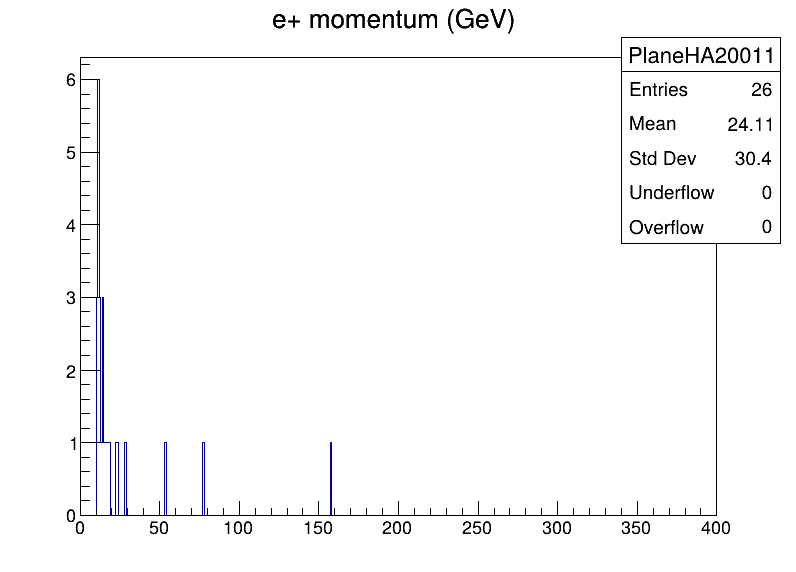 e+ momentum (GeV)
PlaneHA20011
Entries 26
Mean 24.11
Std Dev 30.4
Underflow 0
Overflow 0
6
5
4
3
2
1
0
0 50 100 150 200 250 300 350 400